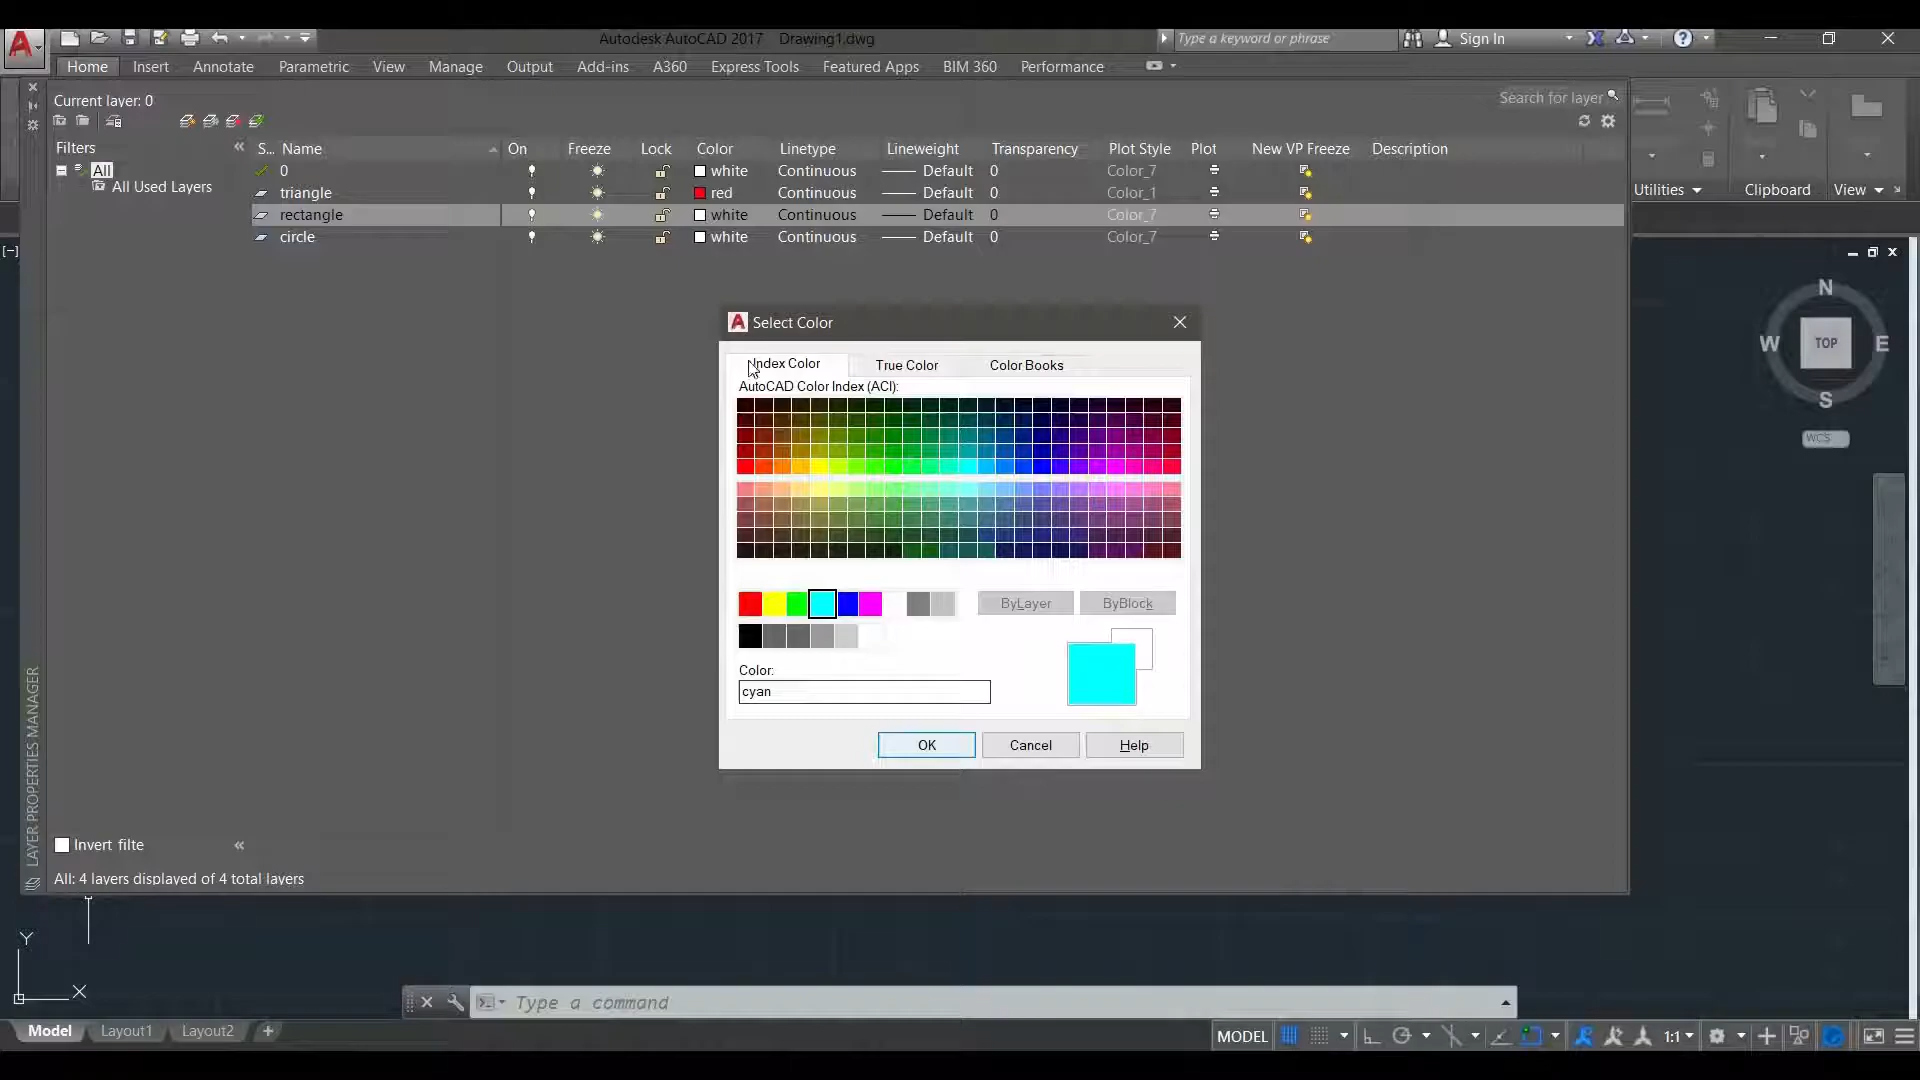 Autodesk AutoCAD 2017 Drawing1.dwg
Type a keyword or phrase
Sign In
Home Insert Annotate Parametric View Manage Output Add-ins A360 Express Tools Featured Apps BIM 360 Performance
Current layer: 0
Search for layer
Filters
All
All Used Layers
S... Name On Freeze Lock Color Linetype Lineweight Transparency Plot Style Plot New VP Freeze Description
0 white Continuous Default 0 Color_7
triangle red Continuous Default 0 Color_1
rectangle white Continuous Default 0 Color_7
circle white Continuous Default 0 Color_7
Utilities Clipboard View
[−]
N
W TOP E
S
WCS
Select Color
Index Color True Color Color Books
AutoCAD Color Index (ACI):
ByLayer ByBlock
Color:
cyan
OK Cancel Help
LAYER PROPERTIES MANAGER
Invert filte
All: 4 layers displayed of 4 total layers
Y
X
Type a command
Model Layout1 Layout2 +
MODEL 1:1